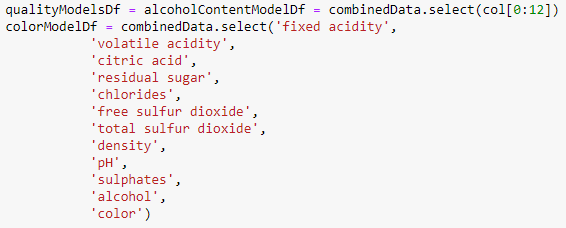 qualityModelsDf = alcoholContentModelDf = combinedData.select(col[0:12])
colorModelDf = combinedData.select('fixed acidity',
'volatile acidity',
'citric acid',
'residual sugar',
'chlorides',
'free sulfur dioxide',
'total sulfur dioxide',
'density',
'pH',
'sulphates',
'alcohol',
'color')